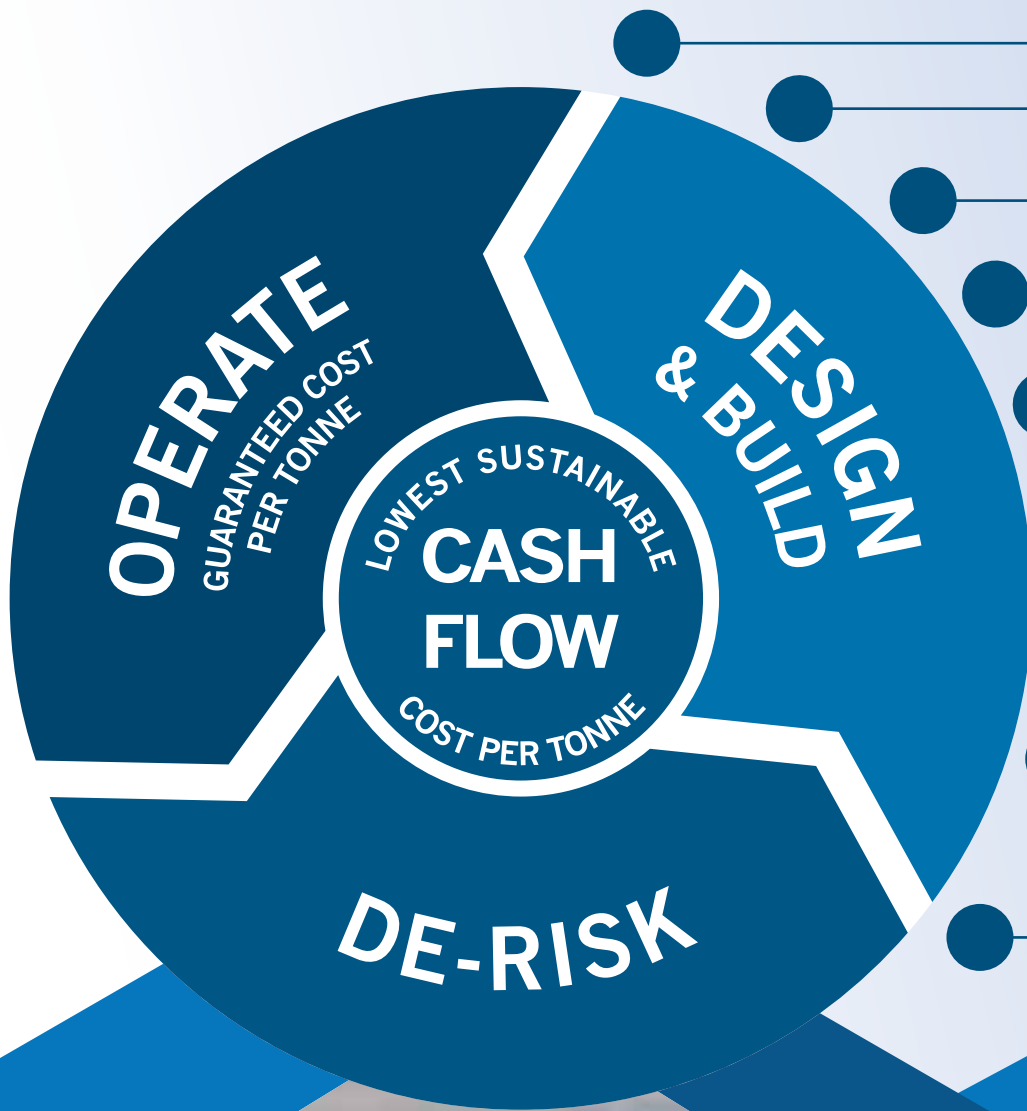 OPERATE
GUARANTEED COST
PER TONNE
DESIGN
& BUILD
LOWEST SUSTAINABLE
CASH
FLOW
COST PER TONNE
DE-RISK